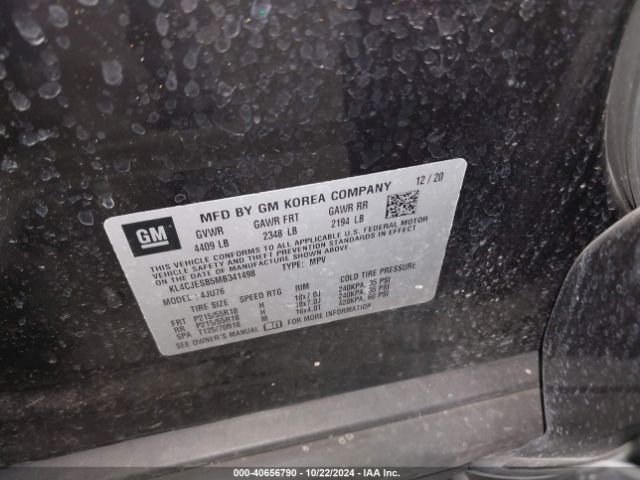 MFD BY GM KOREA COMPANY 12 / 20
GM
GVWR GAWR FRT GAWR RR
4409 LB 2348 LB 2194 LB
THIS VEHICLE CONFORMS TO ALL APPLICABLE U.S. FEDERAL MOTOR
VEHICLE SAFETY AND THEFT PREVENTION STANDARDS IN EFFECT
ON THE DATE OF MANUFACTURE SHOWN ABOVE.
KL4CJESB5MB341498 TYPE: MPV
MODEL: 4JU76
TIRE SIZE SPEED RTG RIM COLD TIRE PRESSURE
FRT P215/55R18 H 18x7.0J 240KPA, 35 PSI
RR P215/55R18 H 18x7.0J 240KPA, 35 PSI
SPA T125/70R16 M 16x4.0T 420KPA, 60 PSI
SEE OWNER'S MANUAL FOR MORE INFORMATION.
000-40656790 - 10/22/2024 - IAA Inc.